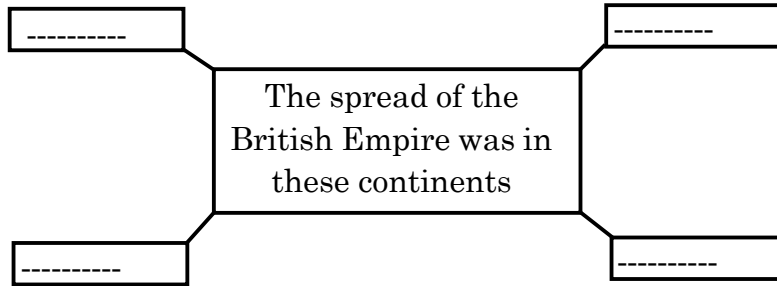 ----------
----------
The spread of the
British Empire was in
these continents
----------
----------